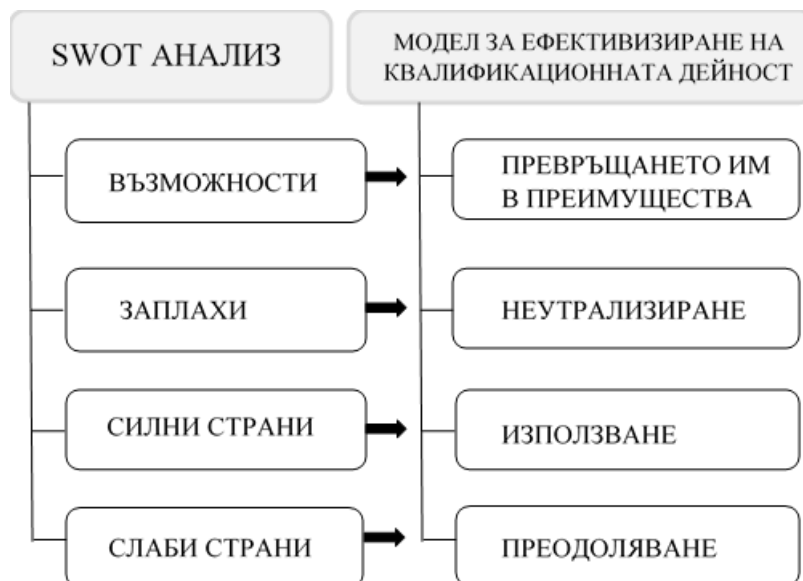 SWOT АНАЛИЗ
МОДЕЛ ЗА ЕФЕКТИВИЗИРАНЕ НА
КВАЛИФИКАЦИОННАТА ДЕЙНОСТ
ВЪЗМОЖНОСТИ
ПРЕВРЪЩАНЕТО ИМ
В ПРЕИМУЩЕСТВА
ЗАПЛАХИ
НЕУТРАЛИЗИРАНЕ
СИЛНИ СТРАНИ
ИЗПОЛЗВАНЕ
СЛАБИ СТРАНИ
ПРЕОДОЛЯВАНЕ